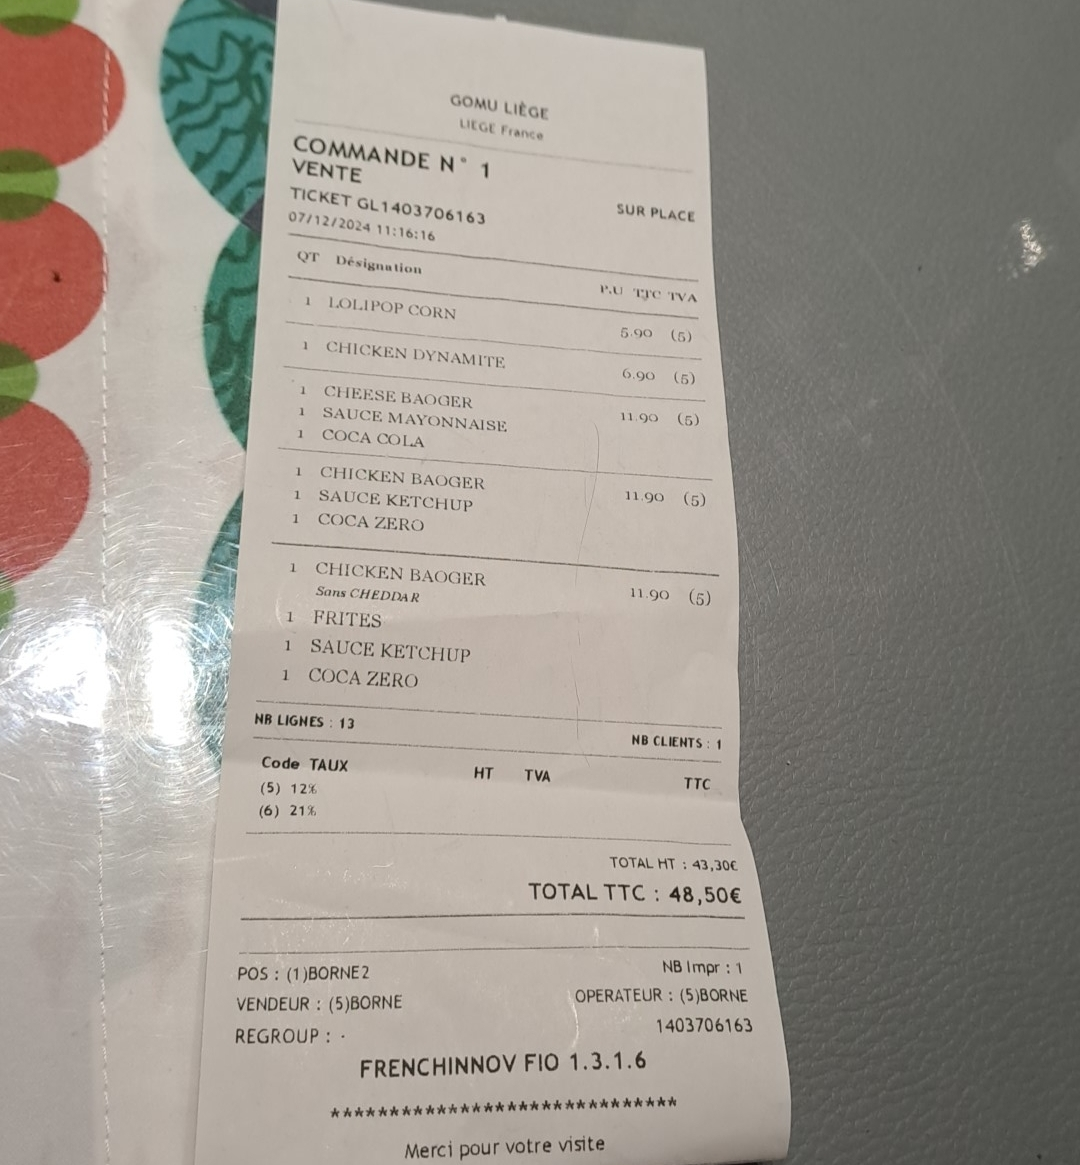 GOMU LIÈGE
LIEGE France
COMMANDE N° 1
VENTE
TICKET GL1403706163 SUR PLACE
07/12/2024 11:16:16
QT Désignation P.U TTC TVA
1 LOLIPOP CORN 5.90 (5)
1 CHICKEN DYNAMITE 6.90 (5)
1 CHEESE BAOGER 11.90 (5)
1 SAUCE MAYONNAISE
1 COCA COLA
1 CHICKEN BAOGER 11.90 (5)
1 SAUCE KETCHUP
1 COCA ZERO
1 CHICKEN BAOGER 11.90 (5)
Sans CHEDDAR
1 FRITES
1 SAUCE KETCHUP
1 COCA ZERO
NB LIGNES : 13 NB CLIENTS : 1
Code TAUX HT TVA TTC
(5) 12%
(6) 21%
TOTAL HT : 43,30€
TOTAL TTC : 48,50€
POS : (1)BORNE2 NB Impr : 1
VENDEUR : (5)BORNE OPERATEUR : (5)BORNE
REGROUP : · 1403706163
FRENCHINNOV FIO 1.3.1.6
*****************************
Merci pour votre visite